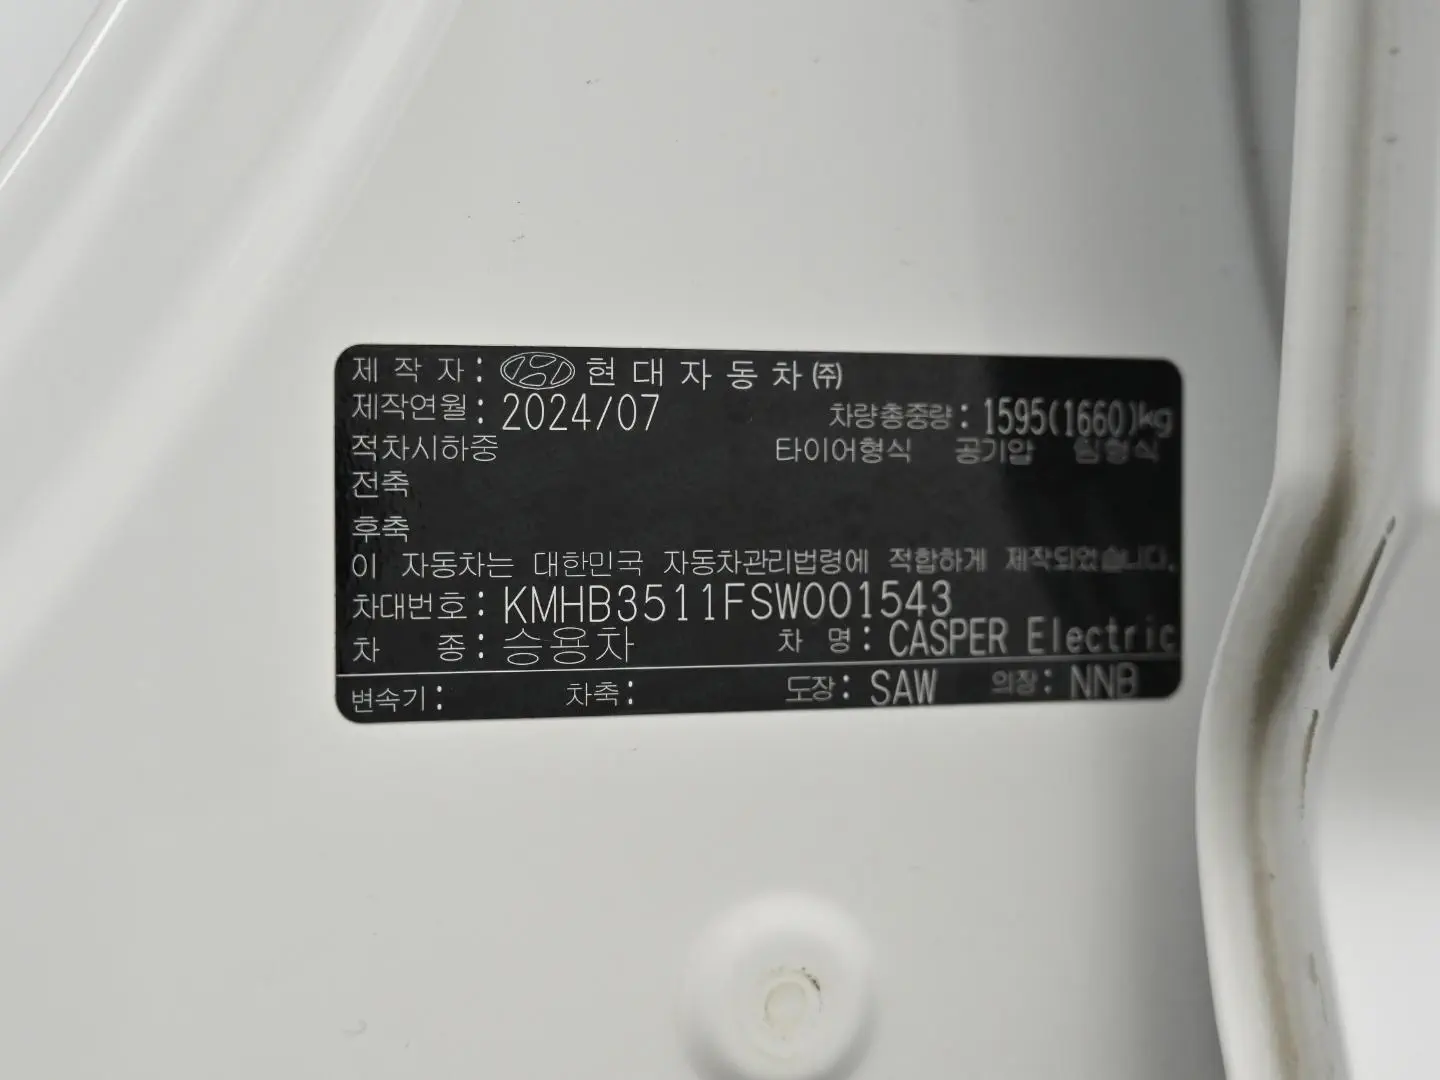 제 작 자 : 현 대 자 동 차 ㈜
제작연월 : 2024/07 차량총중량 : 1595(1660)kg
적차시하중 타이어형식 공기압 림형식
전축
후축
이 자동차는 대한민국 자동차관리법령에 적합하게 제작되었습니다.
차대번호 : KMHB3511FSW001543
차 종 : 승용차 차 명 : CASPER Electric
변속기 : 차축 : 도장 : SAW 의장 : NNB